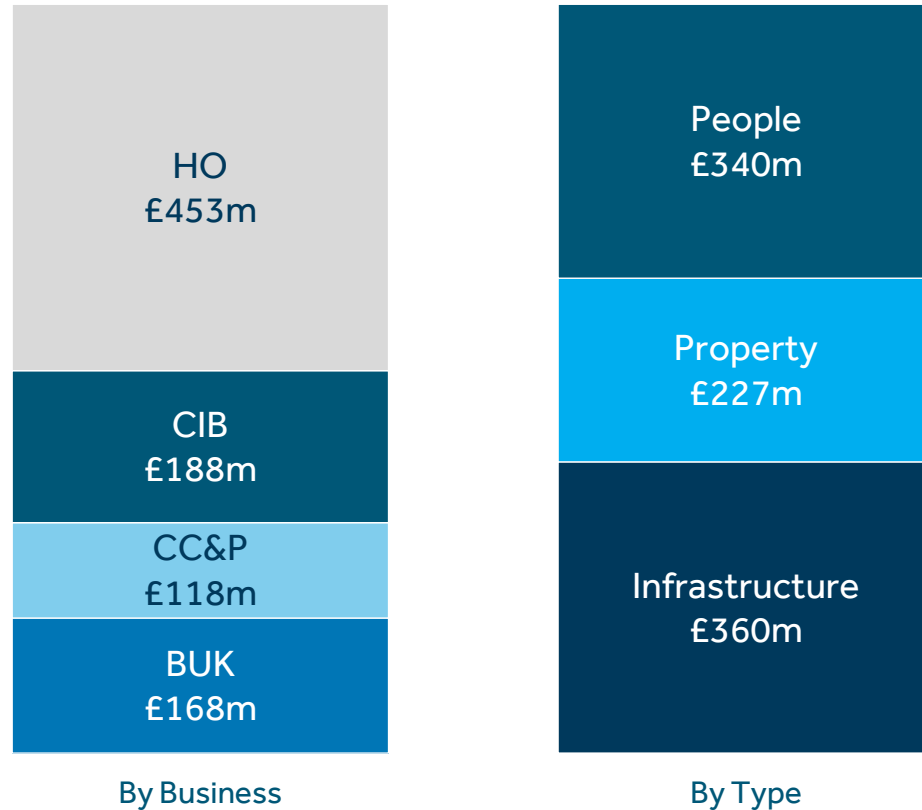 HO
£453m
CIB
£188m
CC&P
£118m
BUK
£168m
By Business
People
£340m
Property
£227m
Infrastructure
£360m
By Type